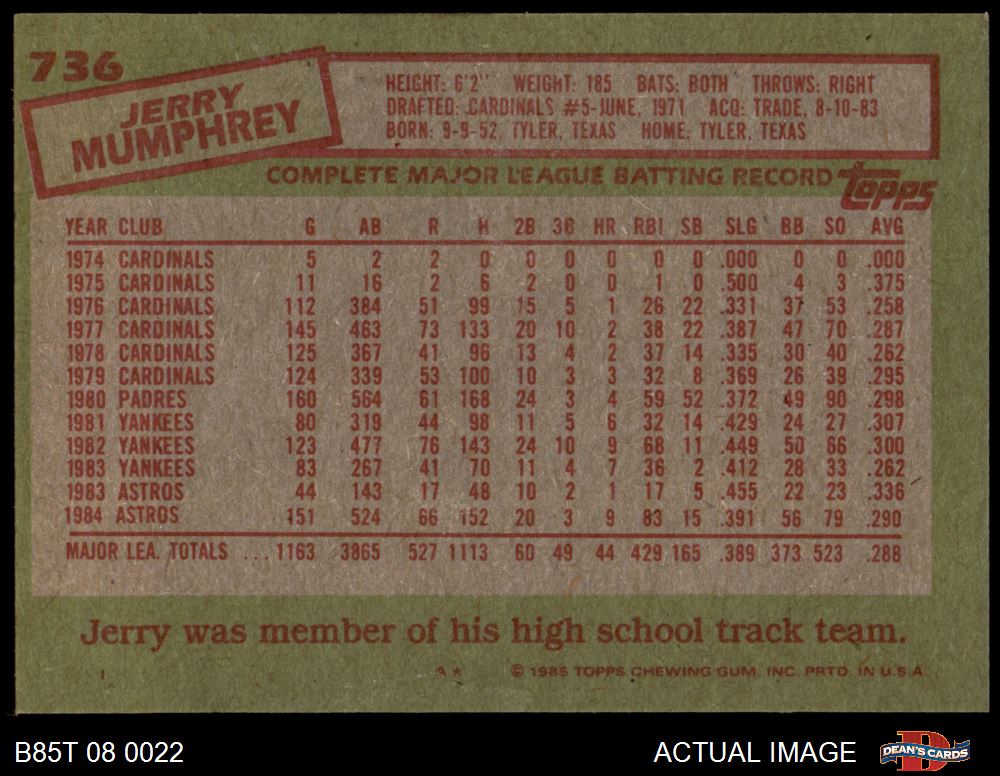 736
JERRY
MUMPHREY
HEIGHT: 6'2" WEIGHT: 185 BATS: BOTH THROWS: RIGHT
DRAFTED: CARDINALS #5-JUNE, 1971 ACQ: TRADE, 8-10-83
BORN: 9-9-52, TYLER, TEXAS HOME: TYLER, TEXAS
COMPLETE MAJOR LEAGUE BATTING RECORD topps
YEAR CLUB G AB R H 2B 3B HR RBI SB SLG BB SO AVG
1974 CARDINALS 5 2 2 0 0 0 0 0 0 .000 0 0 .000
1975 CARDINALS 11 16 2 6 2 0 0 1 0 .500 4 3 .375
1976 CARDINALS 112 384 51 99 15 5 1 26 22 .331 37 53 .258
1977 CARDINALS 145 463 73 133 20 10 2 38 22 .387 47 70 .287
1978 CARDINALS 125 367 41 96 13 4 2 37 14 .335 30 40 .262
1979 CARDINALS 124 339 53 100 10 3 3 32 8 .369 26 39 .295
1980 PADRES 160 564 61 168 24 3 4 59 52 .372 49 90 .298
1981 YANKEES 80 319 44 98 11 5 6 32 14 .429 24 27 .307
1982 YANKEES 123 477 76 143 24 10 9 68 11 .449 50 66 .300
1983 YANKEES 83 267 41 70 11 4 7 36 2 .412 28 33 .262
1983 ASTROS 44 143 17 48 10 2 1 17 5 .455 22 23 .336
1984 ASTROS 151 524 66 152 20 3 9 83 15 .391 56 79 .290
MAJOR LEA. TOTALS ... 1163 3865 527 1113 60 49 44 429 165 .389 373 523 .288
Jerry was member of his high school track team.
A★ © 1985 TOPPS CHEWING GUM, INC. PRTD. IN U.S.A.
B85T 08 0022 ACTUAL IMAGE DEAN'S CARDS